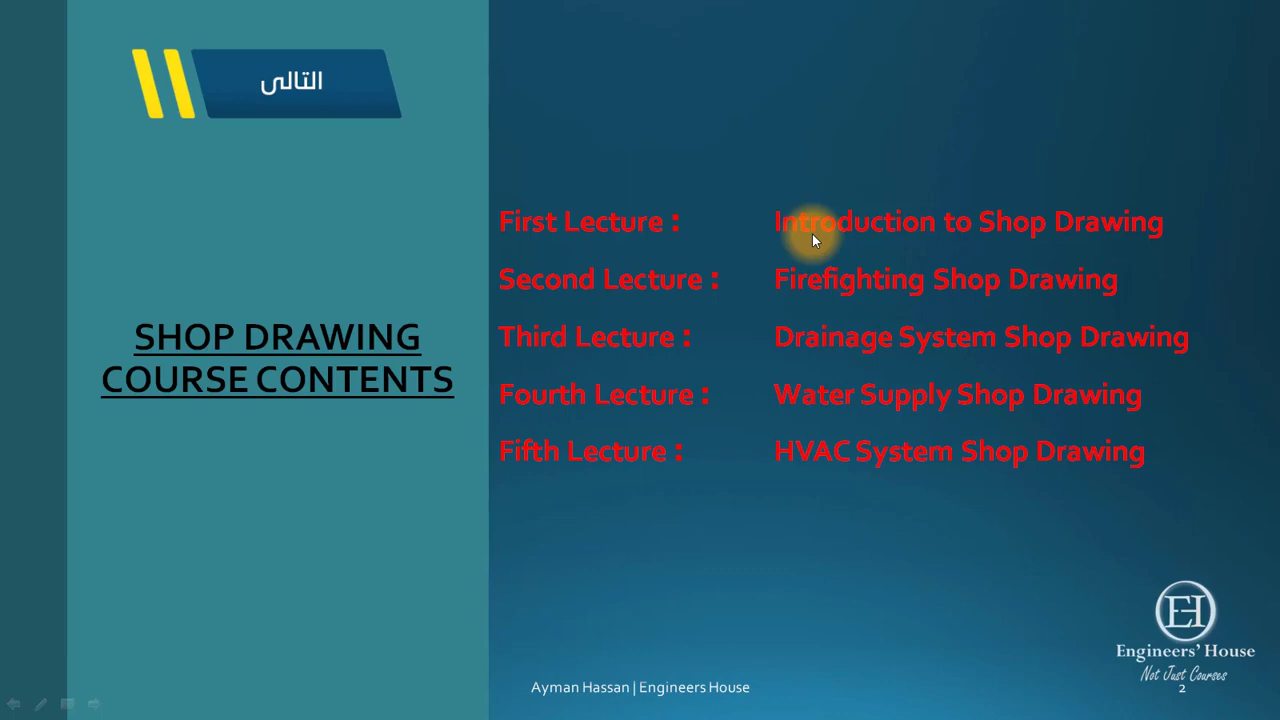 التالى
SHOP DRAWING
COURSE CONTENTS
First Lecture : Introduction to Shop Drawing
Second Lecture : Firefighting Shop Drawing
Third Lecture : Drainage System Shop Drawing
Fourth Lecture : Water Supply Shop Drawing
Fifth Lecture : HVAC System Shop Drawing
EH
Engineers' House
Not Just Courses
Ayman Hassan | Engineers House
2